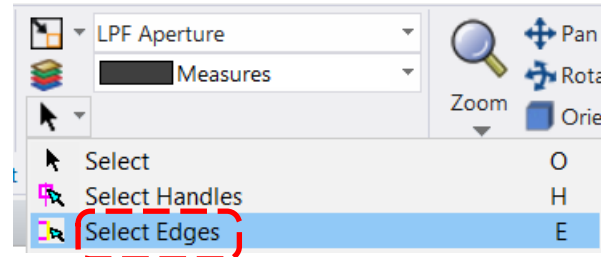 LPF Aperture
Pan
Measures
Rota
Zoom
Orie
t
Select O
Select Handles H
Select Edges E